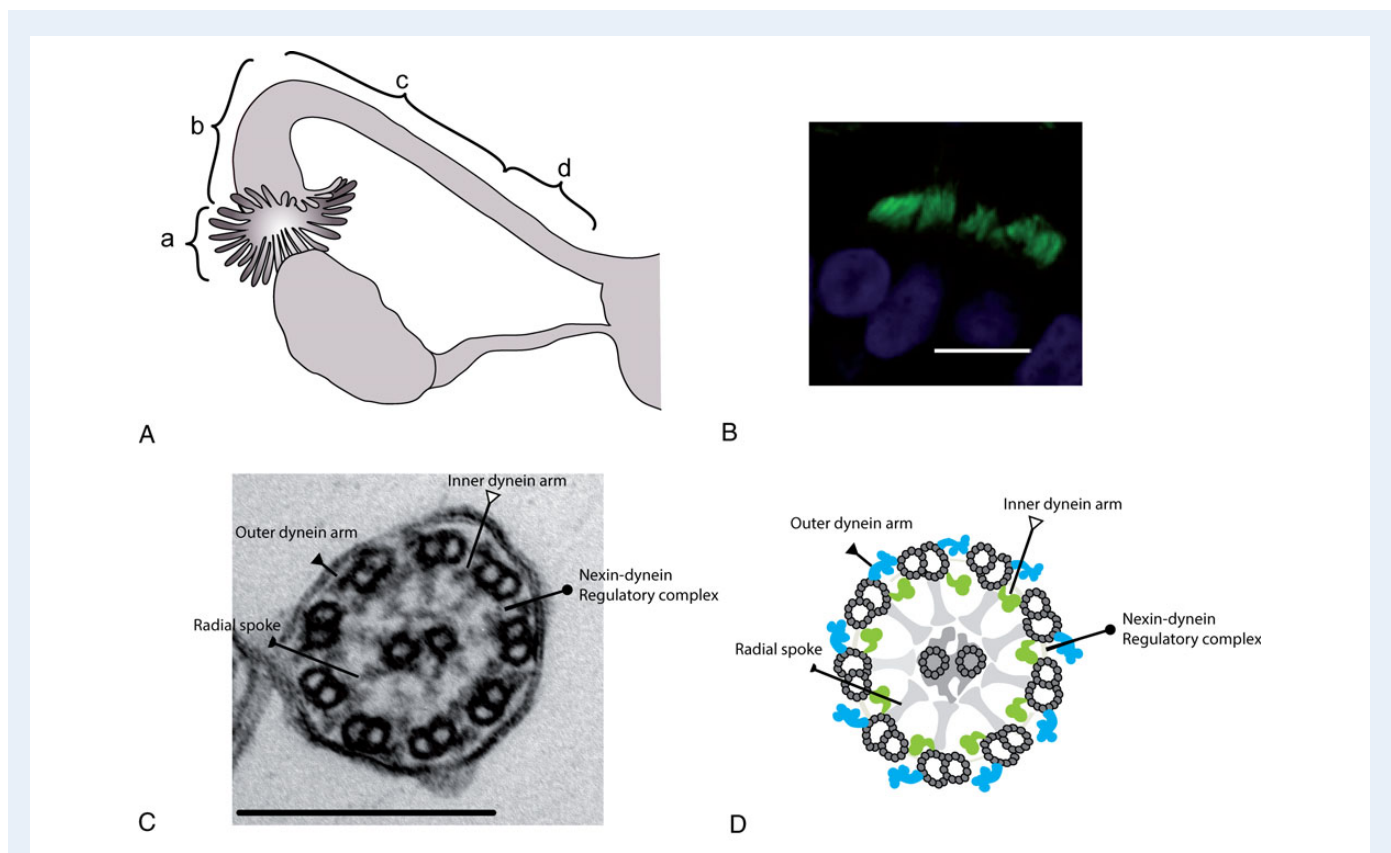 c
b
d
a
A
B
Inner dynein arm
Outer dynein arm
Nexin-dynein
Regulatory complex
Radial spoke
C
Inner dynein arm
Outer dynein arm
Nexin-dynein
Regulatory complex
Radial spoke
D